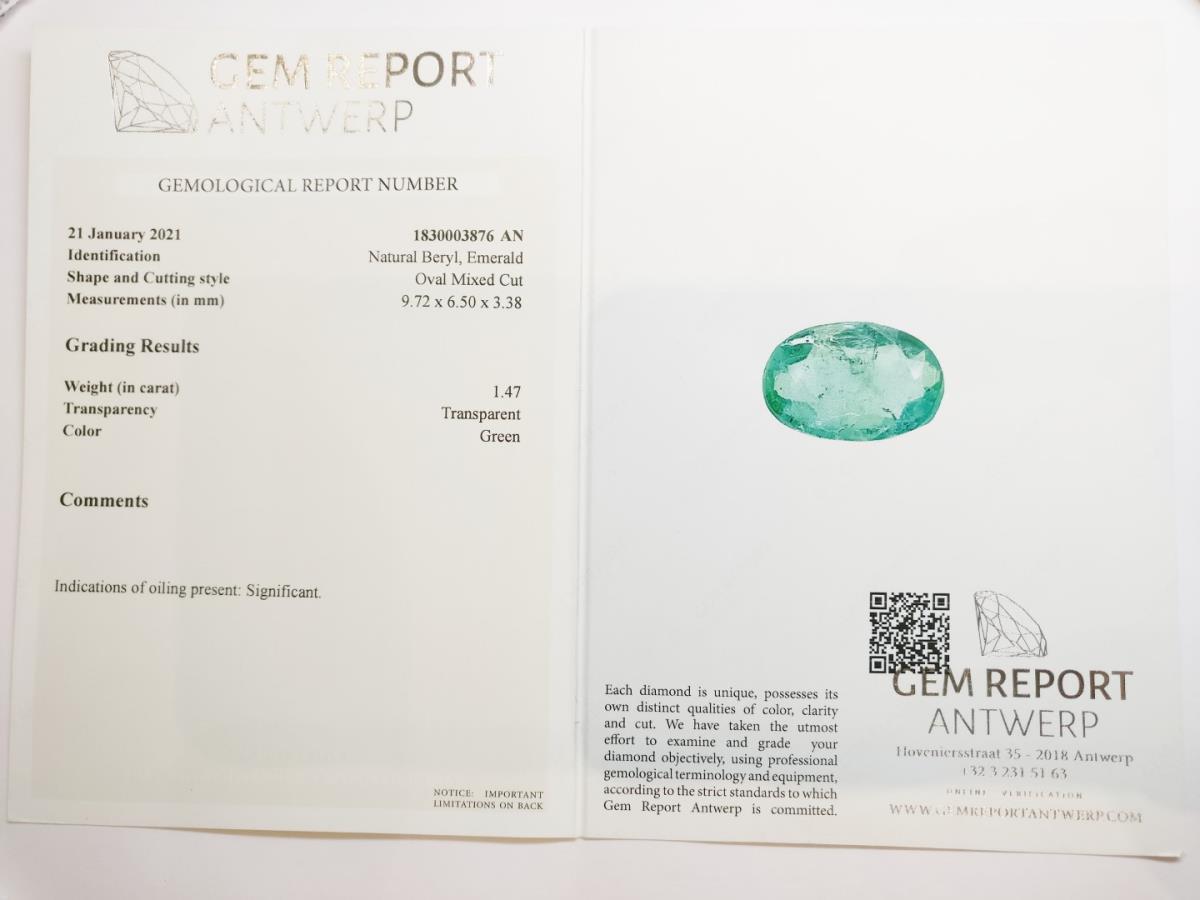 GEM REPORT
ANTWERP
GEMOLOGICAL REPORT NUMBER
21 January 2021 1830003876 AN
Identification Natural Beryl, Emerald
Shape and Cutting style Oval Mixed Cut
Measurements (in mm) 9.72 x 6.50 x 3.38
Grading Results
Weight (in carat) 1.47
Transparency Transparent
Color Green
Comments
Indications of oiling present: Significant.
NOTICE: IMPORTANT
LIMITATIONS ON BACK
Each diamond is unique, possesses its
own distinct qualities of color, clarity
and cut. We have taken the utmost
effort to examine and grade your
diamond objectively, using professional
gemological terminology and equipment,
according to the strict standards to which
Gem Report Antwerp is committed.
GEM REPORT
ANTWERP
Hoveniersstraat 35 - 2018 Antwerp
+32 3 231 51 63
ONLINE VERIFICATION
WWW.GEMREPORTANTWERP.COM